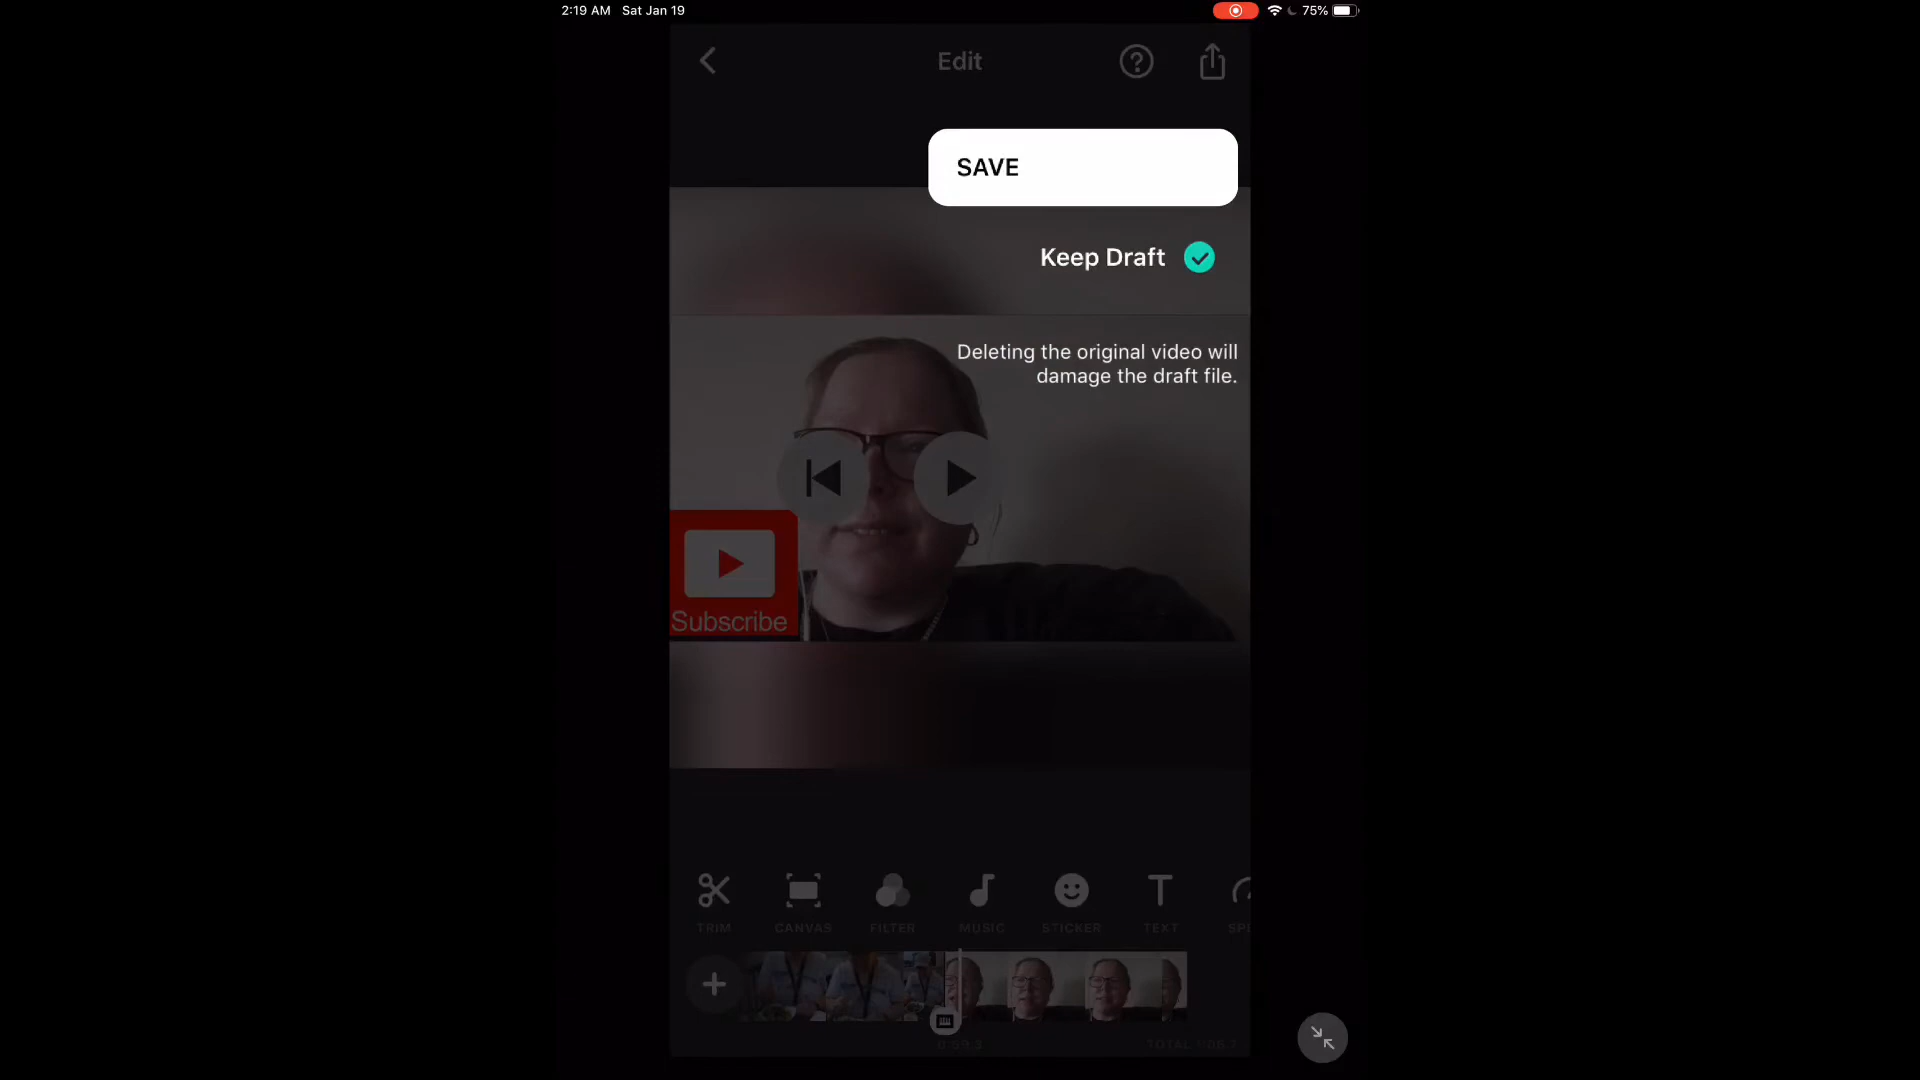 2:19 AM Sat Jan 19
75%
Edit
SAVE
Keep Draft
Deleting the original video will
damage the draft file.
Subscribe
TRIM CANVAS FILTER MUSIC STICKER TEXT